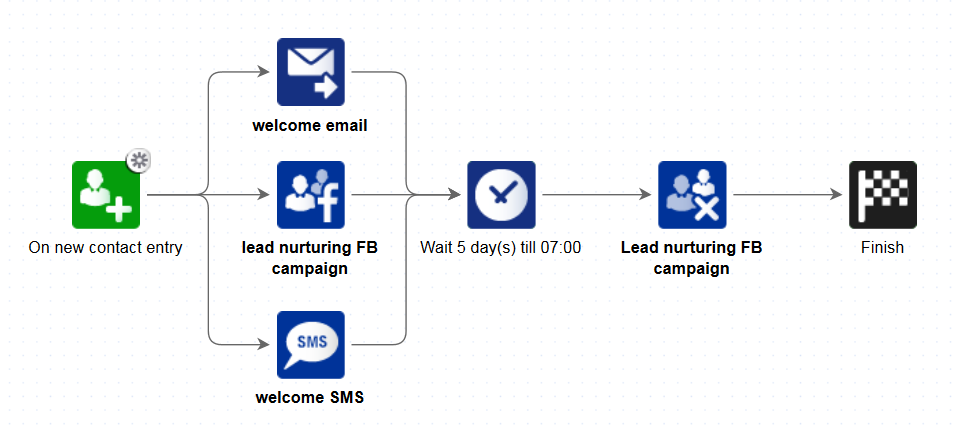 welcome email
On new contact entry
lead nurturing FB
campaign
Wait 5 day(s) till 07:00
Lead nurturing FB
campaign
Finish
SMS
welcome SMS